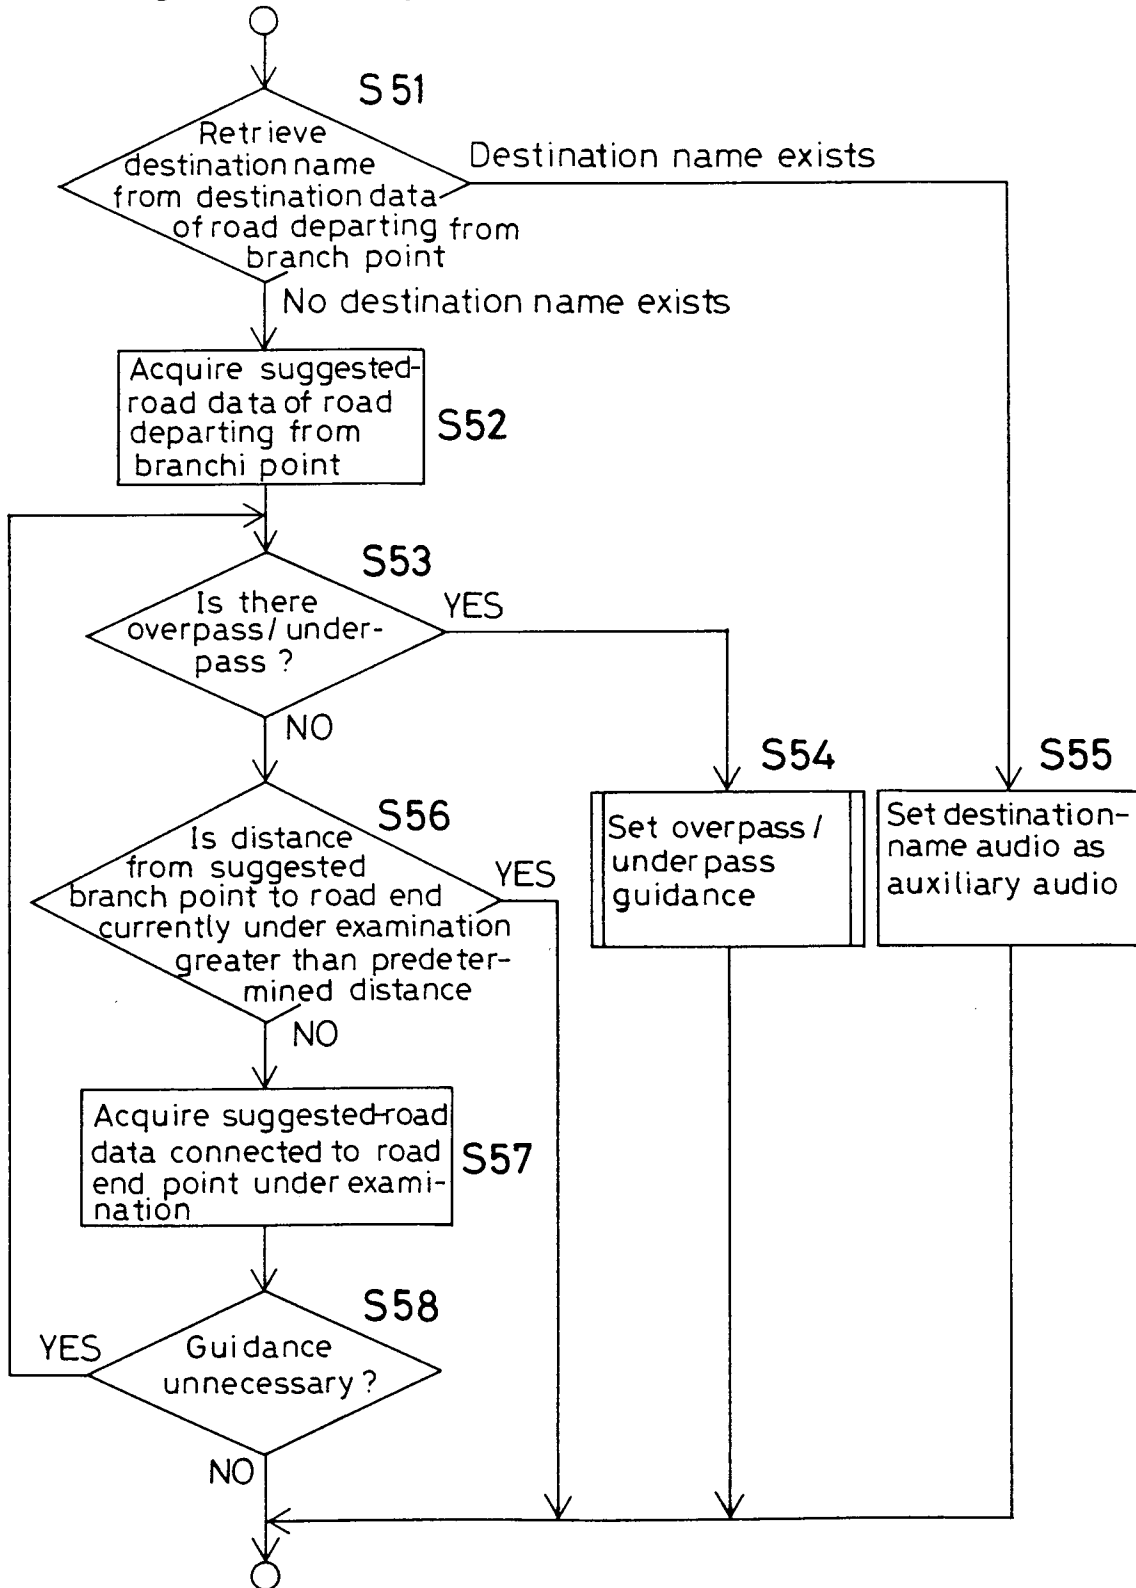 S51
Retrieve
destination name
from destination data
of road departing from
branch point
Destination name exists
No destination name exists
Acquire suggested-
road data of road
departing from
branchi point
S52
S53
Is there
overpass/under-
pass ?
YES
NO
S54
Set overpass/
underpass
guidance
S55
Set destination-
name audio as
auxiliary audio
S56
Is distance
from suggested
branch point to road end
currently under examination
greater than predeter-
mined distance
YES
NO
Acquire suggested-road
data connected to road
end point under exami-
nation
S57
S58
Guidance
unnecessary ?
YES
NO